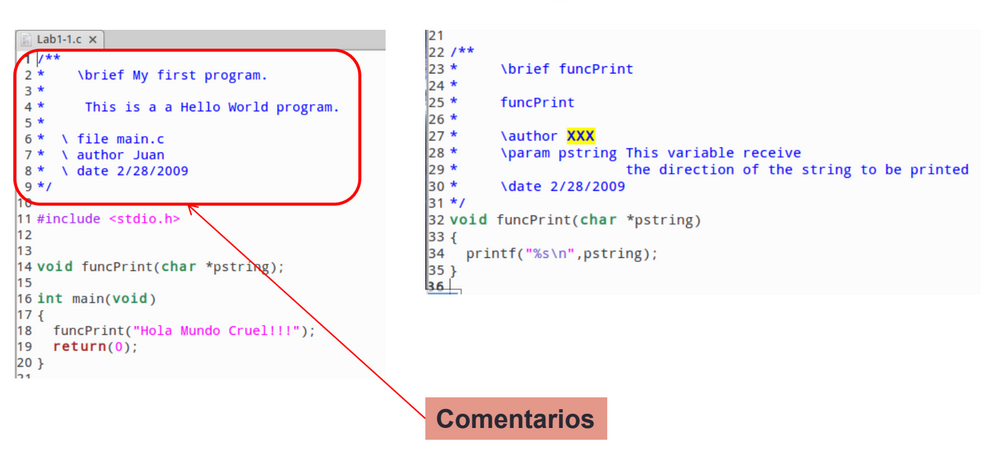 Lab1-1.c ×
1 /**
2 *    \brief My first program.
3 *
4 *     This is a a Hello World program.
5 *
6 *  \ file main.c
7 *  \ author Juan
8 *  \ date 2/28/2009
9 */
10
11 #include <stdio.h>
12
13
14 void funcPrint(char *pstring);
15
16 int main(void)
17 {
18   funcPrint("Hola Mundo Cruel!!!");
19   return(0);
20 }
21
21
22 /**
23 *     \brief funcPrint
24 *
25 *     funcPrint
26 *
27 *     \author XXX
28 *     \param pstring This variable receive
29 *                    the direction of the string to be printed
30 *     \date 2/28/2009
31 */
32 void funcPrint(char *pstring)
33 {
34   printf("%s\n",pstring);
35 }
36
Comentarios